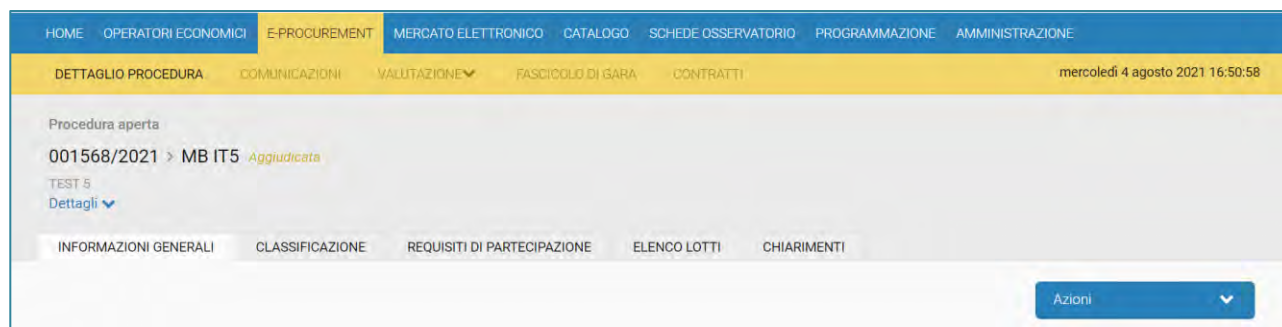 HOME OPERATORI ECONOMICI E-PROCUREMENT MERCATO ELETTRONICO CATALOGO SCHEDE OSSERVATORIO PROGRAMMAZIONE AMMINISTRAZIONE
DETTAGLIO PROCEDURA COMUNICAZIONI VALUTAZIONE FASCICOLO DI GARA CONTRATTI mercoledì 4 agosto 2021 16:50:58
Procedura aperta
001568/2021 > MB IT5 Aggiudicata
TEST 5
Dettagli
INFORMAZIONI GENERALI CLASSIFICAZIONE REQUISITI DI PARTECIPAZIONE ELENCO LOTTI CHIARIMENTI
Azioni